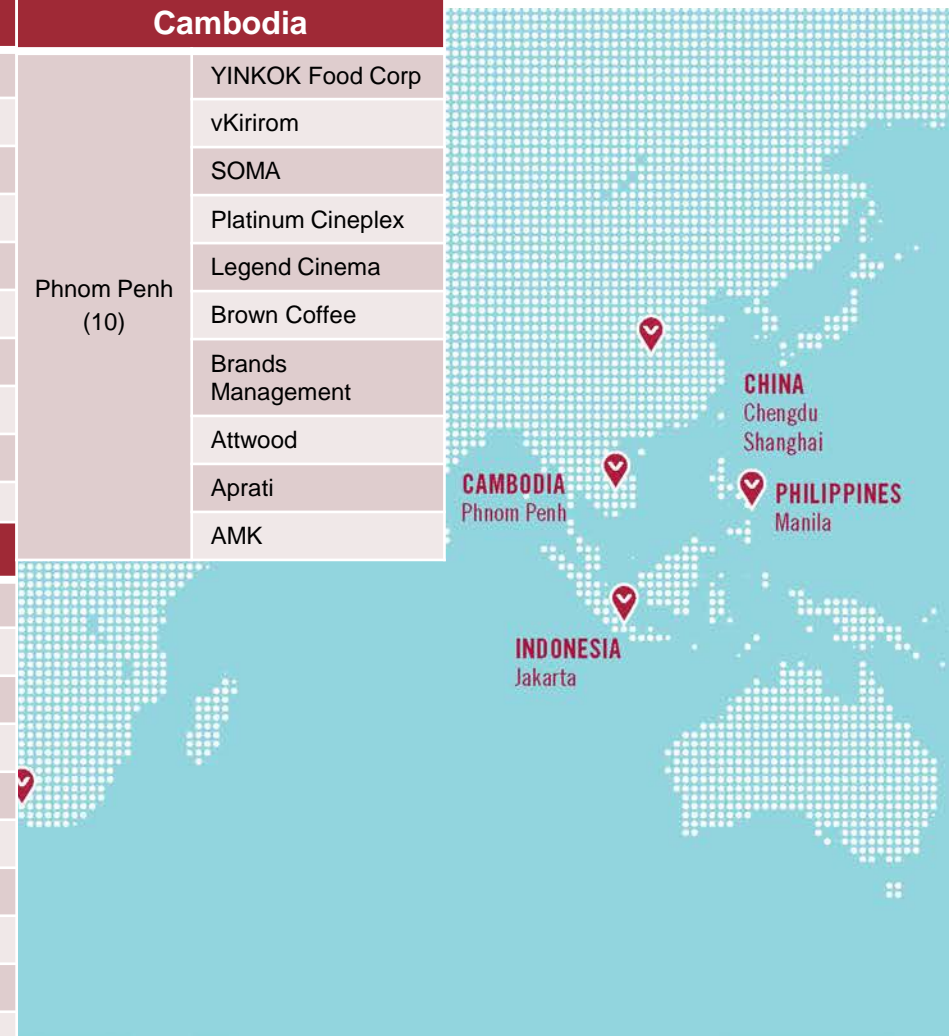 Cambodia
Phnom Penh
(10)
YINKOK Food Corp
vKirirom
SOMA
Platinum Cineplex
Legend Cinema
Brown Coffee
Brands
Management
Attwood
Aprati
AMK
CHINA
Chengdu
Shanghai
CAMBODIA
Phnom Penh
PHILIPPINES
Manila
INDONESIA
Jakarta